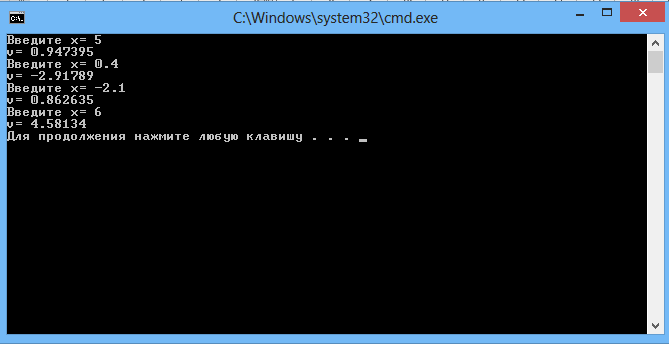 C:\Windows\system32\cmd.exe
Введите x= 5
v= 0.947395
Введите x= 0.4
v= -2.91789
Введите x= -2.1
v= 0.862635
Введите x= 6
v= 4.58134
Для продолжения нажмите любую клавишу . . .